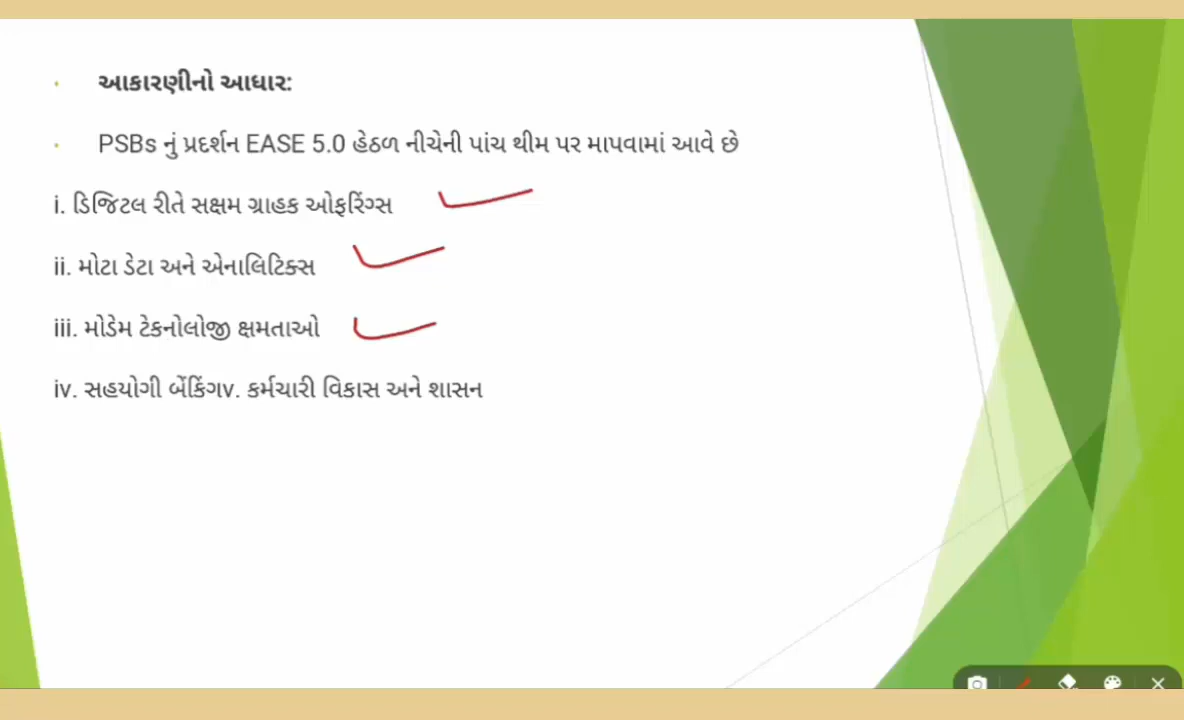 • આકારણીનો આધાર:
• PSBs નું પ્રદર્શન EASE 5.0 હેઠળ નીચેની પાંચ થીમ પર માપવામાં આવે છે
i. ડિજિટલ રીતે સક્ષમ ગ્રાહક ઓફરિંગ્સ
ii. મોટા ડેટા અને એનાલિટિક્સ
iii. મોડેમ ટેકનોલોજી ક્ષમતાઓ
iv. સહયોગી બેંકિંગv. કર્મચારી વિકાસ અને શાસન